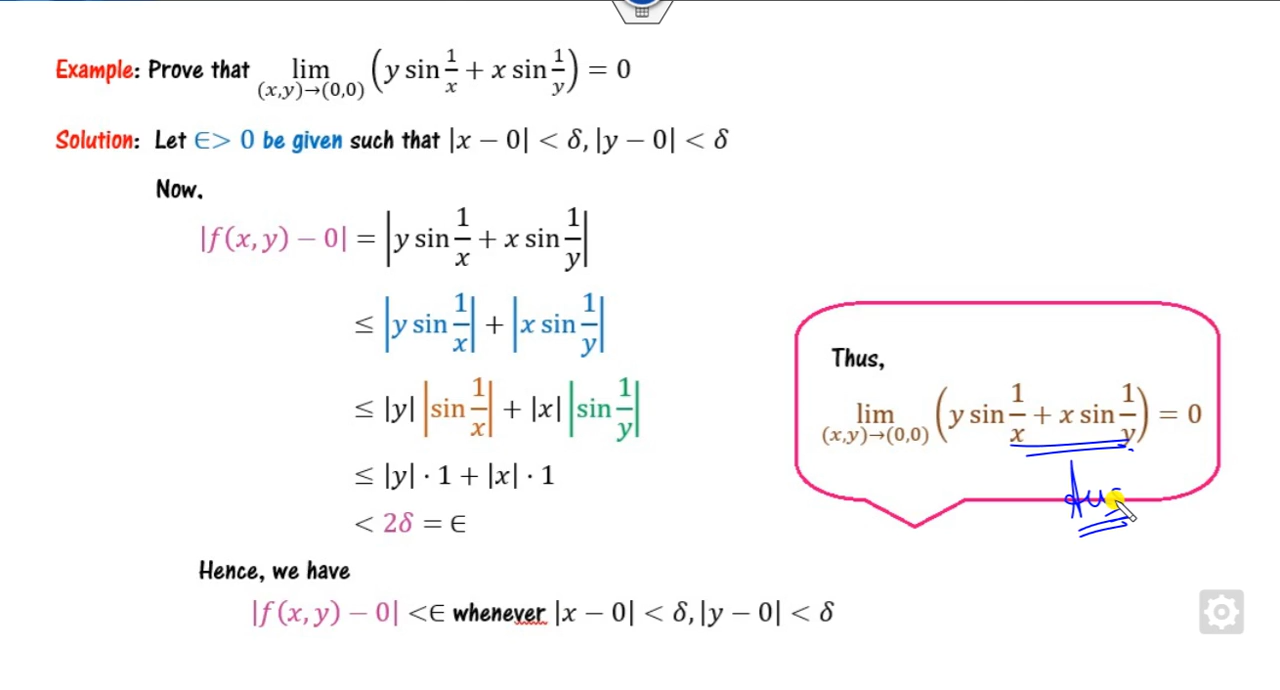 Example: Prove that lim_{(x,y)→(0,0)} (y sin 1/x + x sin 1/y) = 0
Solution: Let ∈> 0 be given such that |x − 0| < δ, |y − 0| < δ
Now,
|f(x, y) − 0| = |y sin 1/x + x sin 1/y|
≤ |y sin 1/x| + |x sin 1/y|
≤ |y| |sin 1/x| + |x| |sin 1/y|
≤ |y| · 1 + |x| · 1
< 2δ = ∈
Hence, we have
|f(x, y) − 0| <∈ whenever |x − 0| < δ, |y − 0| < δ
Thus,
lim_{(x,y)→(0,0)} (y sin 1/x + x sin 1/y) = 0